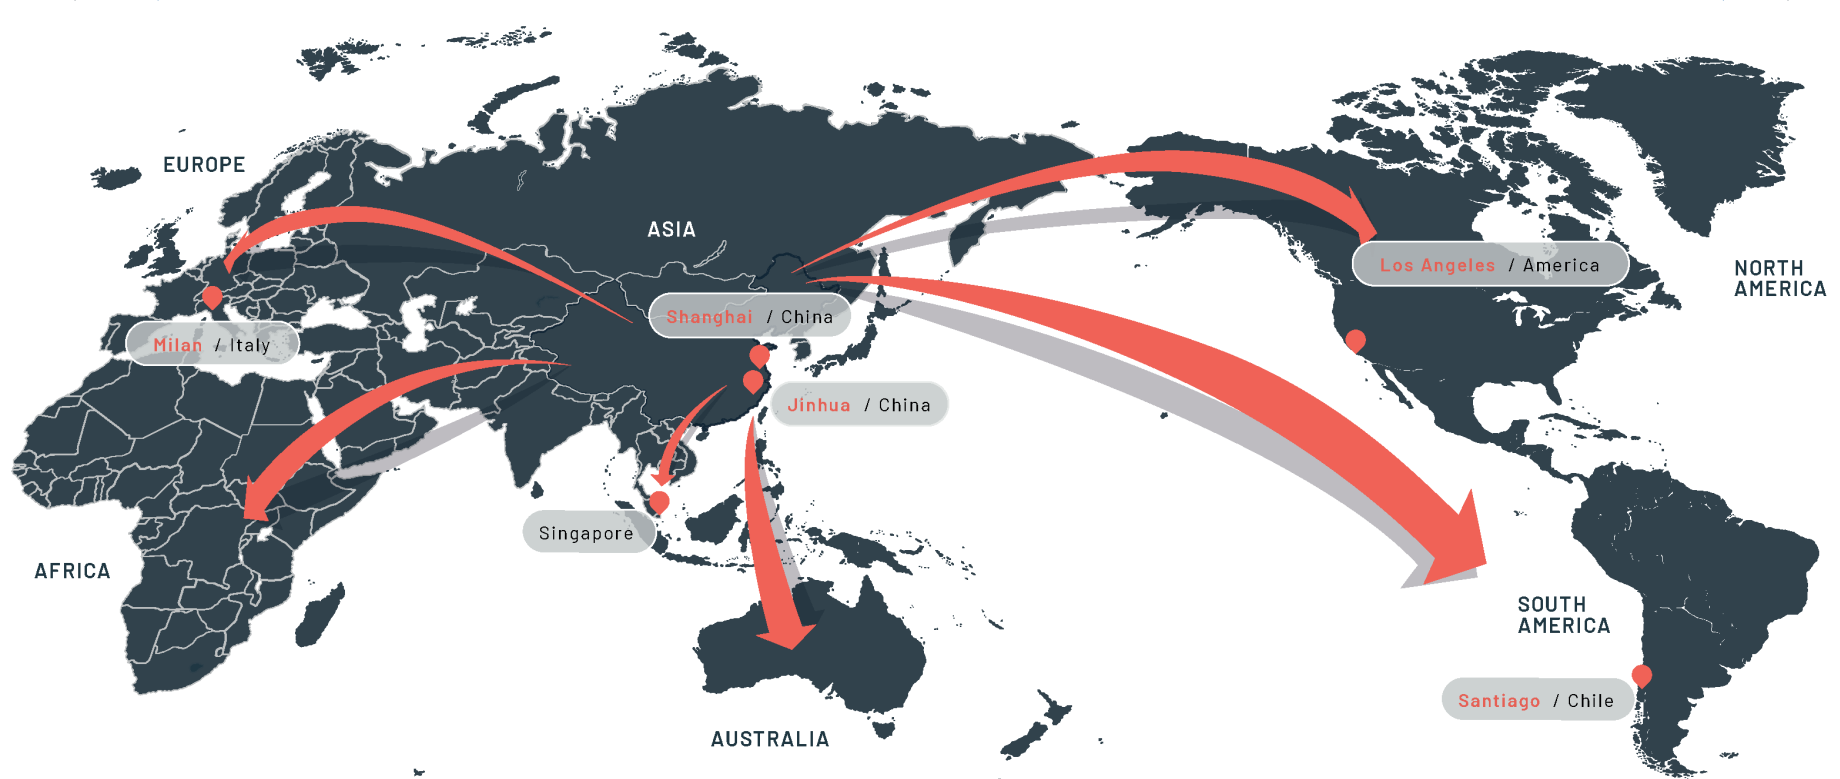 EUROPE
ASIA
Los Angeles / America
NORTH
AMERICA
Shanghai / China
Milan / Italy
Jinhua / China
Singapore
AFRICA
SOUTH
AMERICA
Santiago / Chile
AUSTRALIA